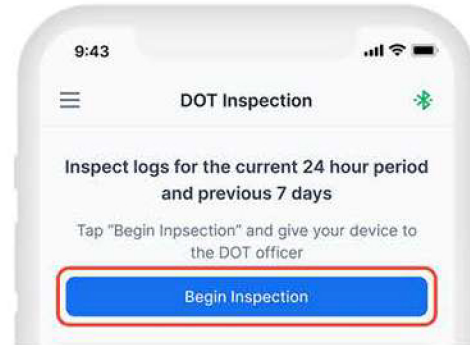 9:43
DOT Inspection
Inspect logs for the current 24 hour period
and previous 7 days
Tap "Begin Inpsection" and give your device to
the DOT officer
Begin Inspection